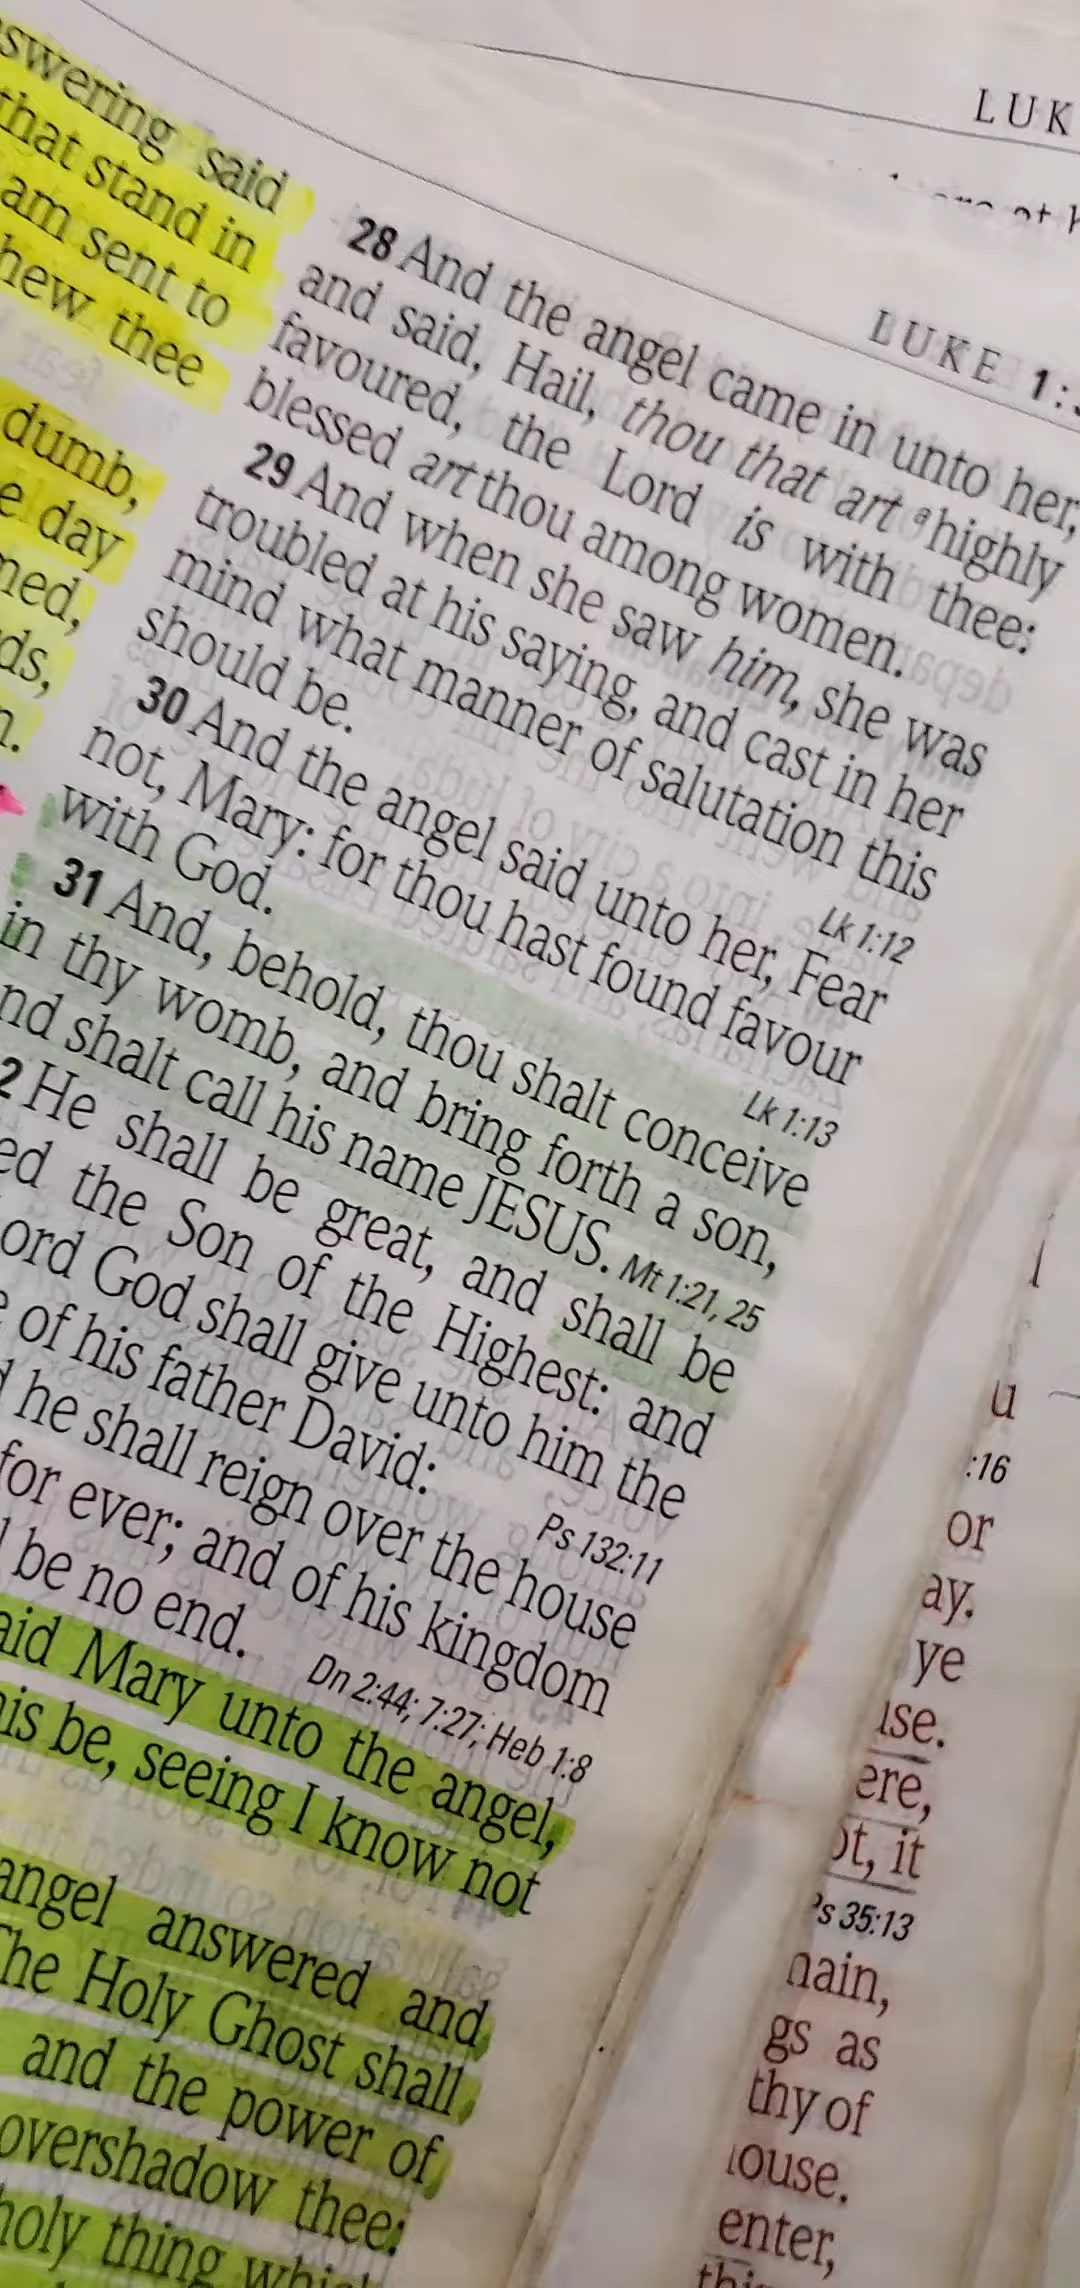 LUK
LUKE 1:
said
that stand in
am sent to
hew thee
dumb,
day
28 And the angel came in unto her,
and said, Hail, thou that art a highly
favoured, the Lord is with thee:
blessed art thou among women.
29 And when she saw him, she was
troubled at his saying, and cast in her
mind what manner of salutation this
should be.
Lk 1:12
30 And the angel said unto her, Fear
not, Mary: for thou hast found favour
with God.
Lk 1:13
31 And, behold, thou shalt conceive
in thy womb, and bring forth a son,
nd shalt call his name JESUS. Mt 1:21, 25
2 He shall be great, and shall be
ed the Son of the Highest: and
ord God shall give unto him the
of his father David:
Ps 132:11
he shall reign over the house
for ever; and of his kingdom
be no end.
Dn 2:44; 7:27; Heb 1:8
aid Mary unto the angel,
is be, seeing I know not
angel answered and
The Holy Ghost shall
and the power of
overshadow thee:
holy thing
u
:16
or
ay.
ye
ise.
ere,
ot, it
Ps 35:13
nain,
gs as
thy of
ouse.
enter,